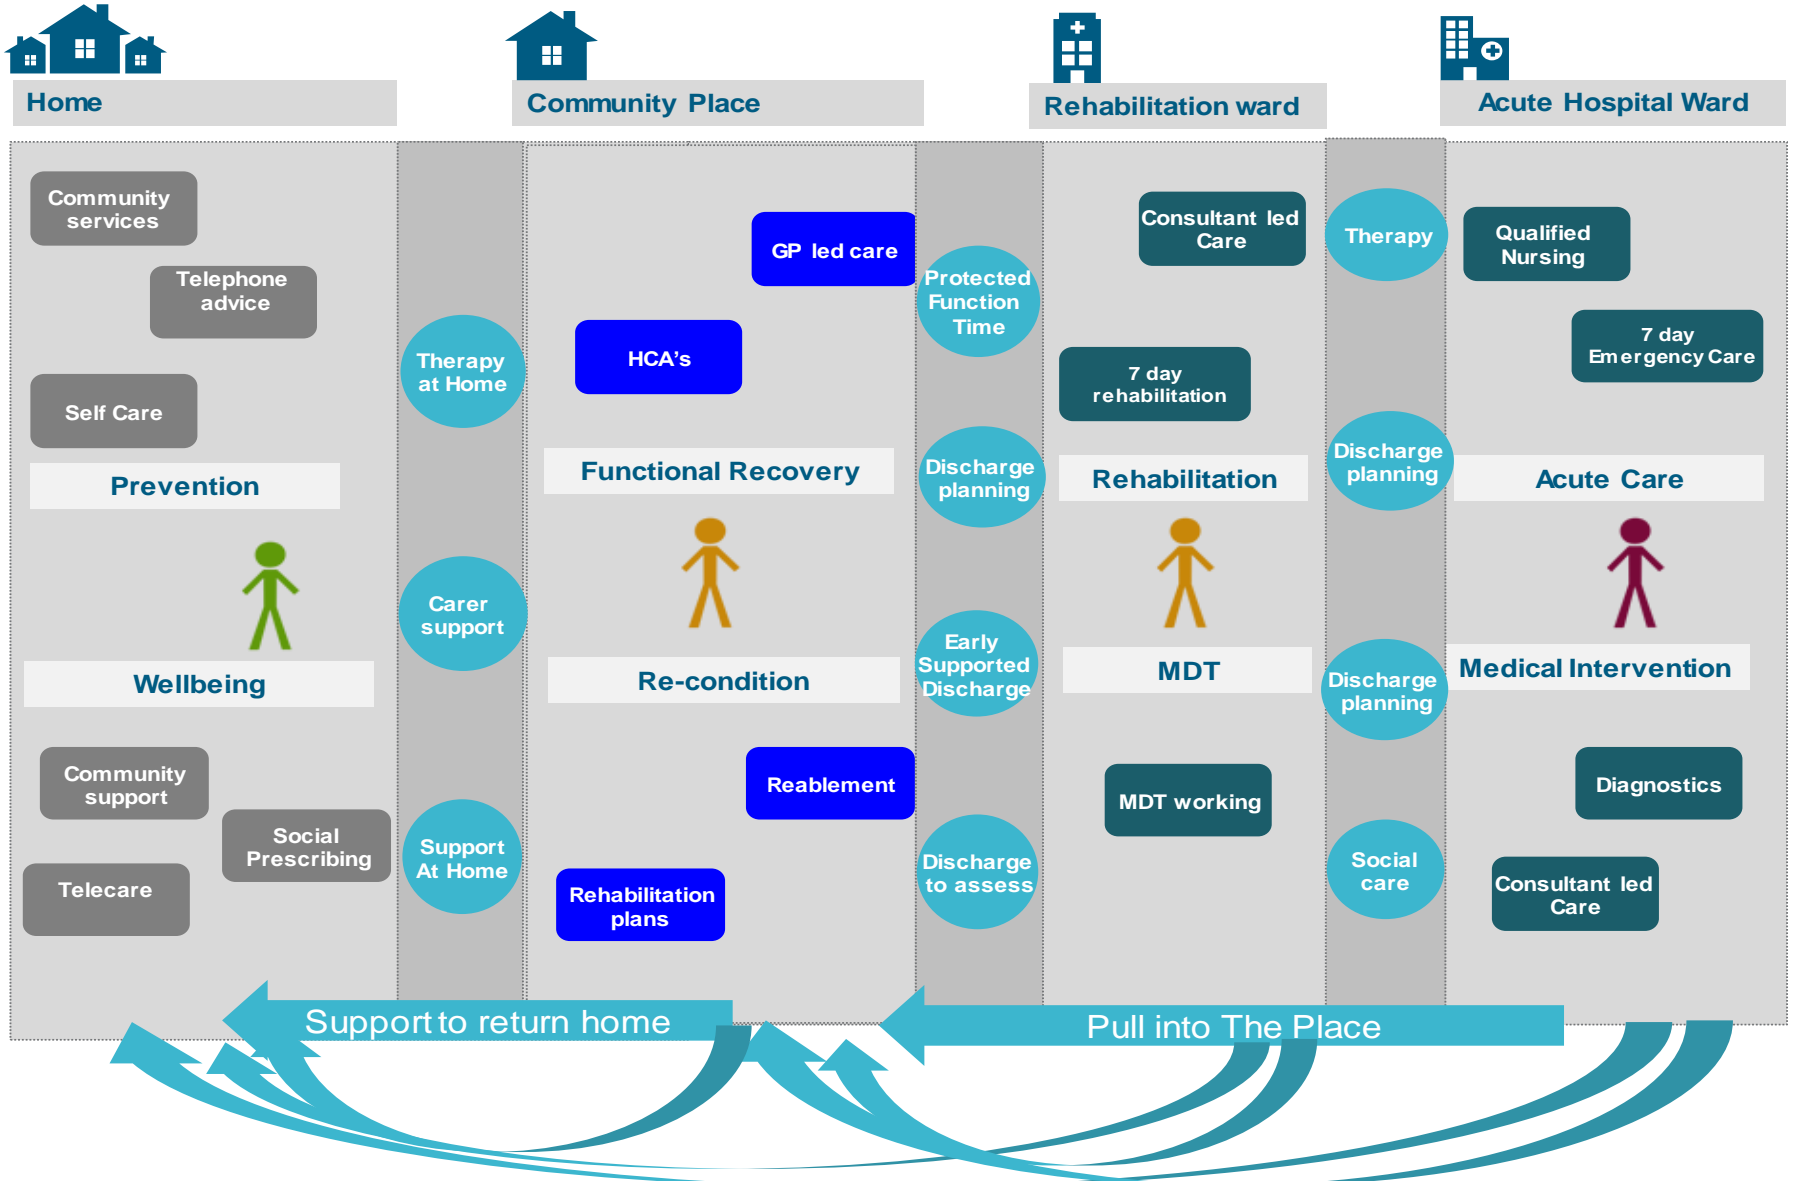 Home
Community Place
Rehabilitation ward
Acute Hospital Ward
Community
services
Telephone
advice
Self Care
Prevention
Wellbeing
Community
support
Social
Prescribing
Telecare
Therapy
at Home
Carer
support
Support
At Home
GP led care
HCA's
Functional Recovery
Re-condition
Reablement
Rehabilitation
plans
Protected
Function
Time
Discharge
planning
Early
Supported
Discharge
Discharge
to assess
Consultant led
Care
7 day
rehabilitation
Rehabilitation
MDT
MDT working
Therapy
Discharge
planning
Discharge
planning
Social
care
Qualified
Nursing
7 day
Emergency Care
Acute Care
Medical Intervention
Diagnostics
Consultant led
Care
Support to return home
Pull into The Place